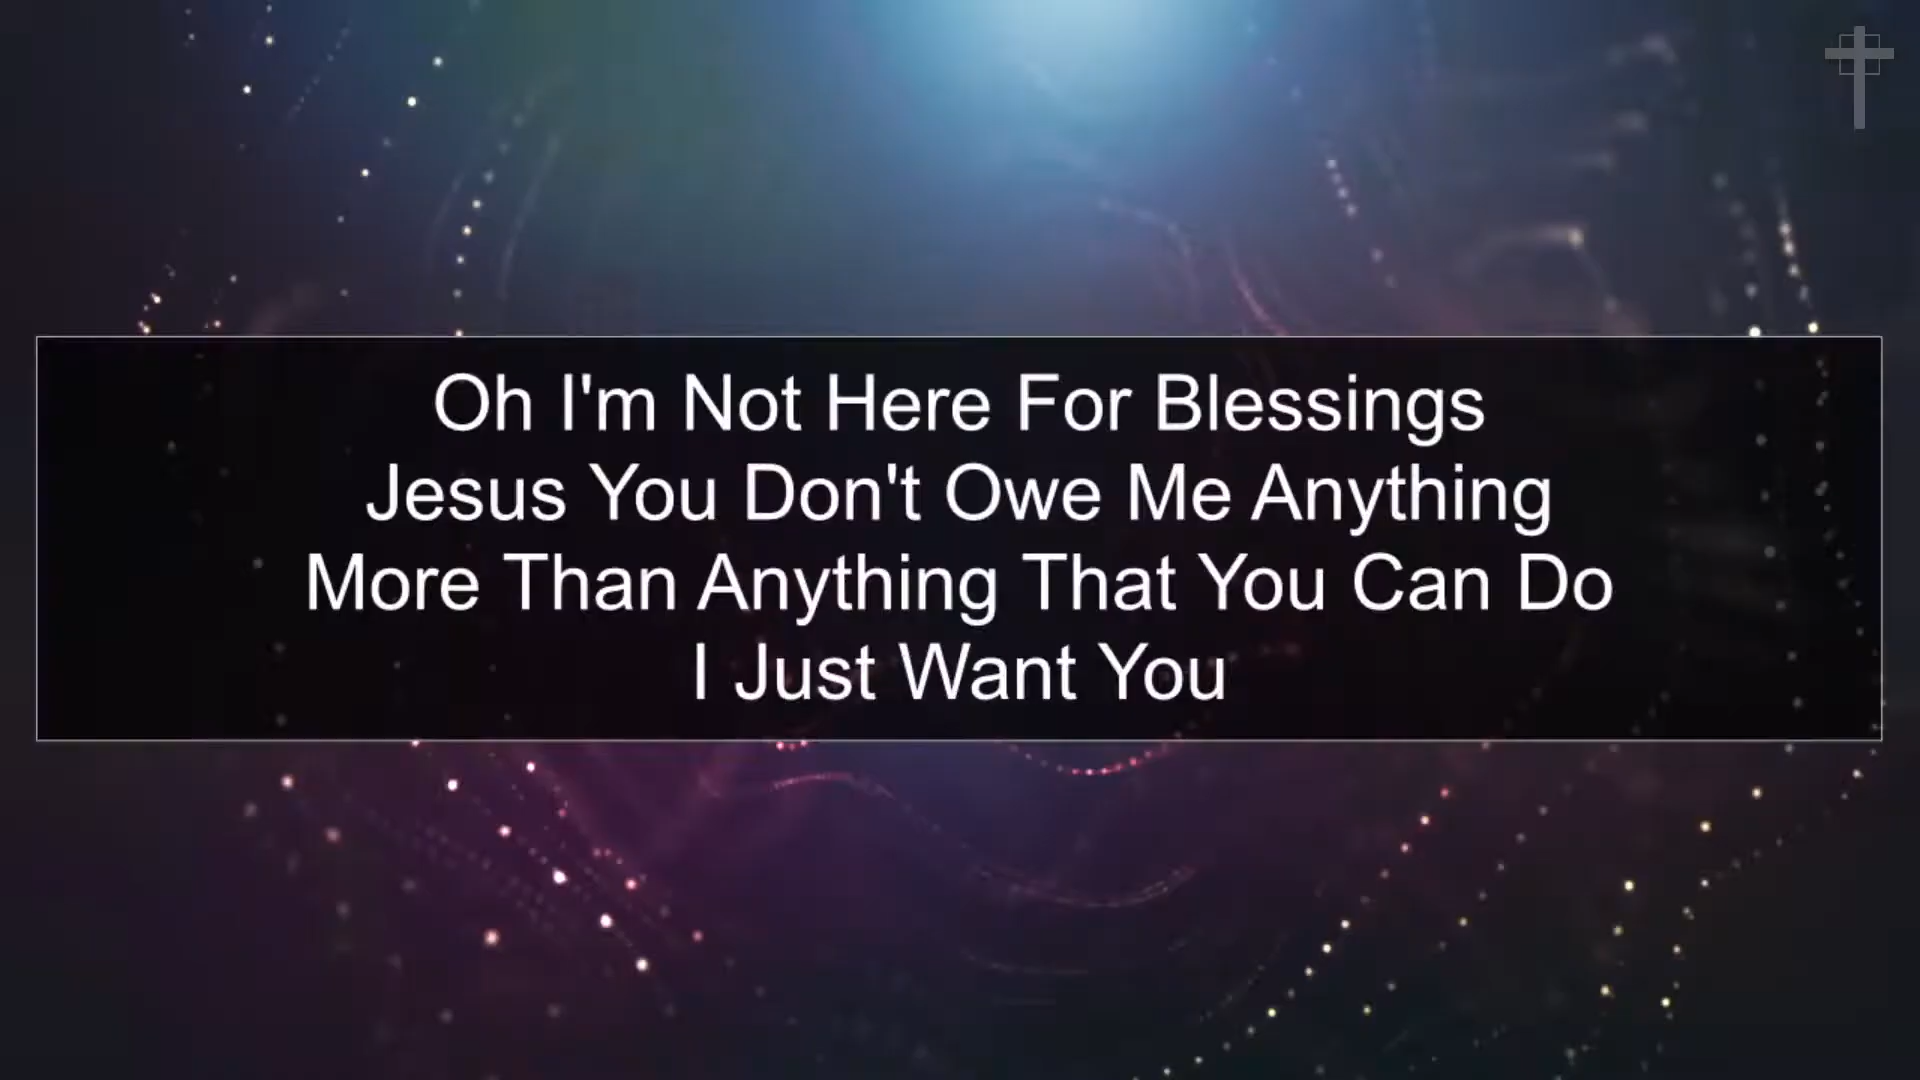 Oh I'm Not Here For Blessings
Jesus You Don't Owe Me Anything
More Than Anything That You Can Do
I Just Want You